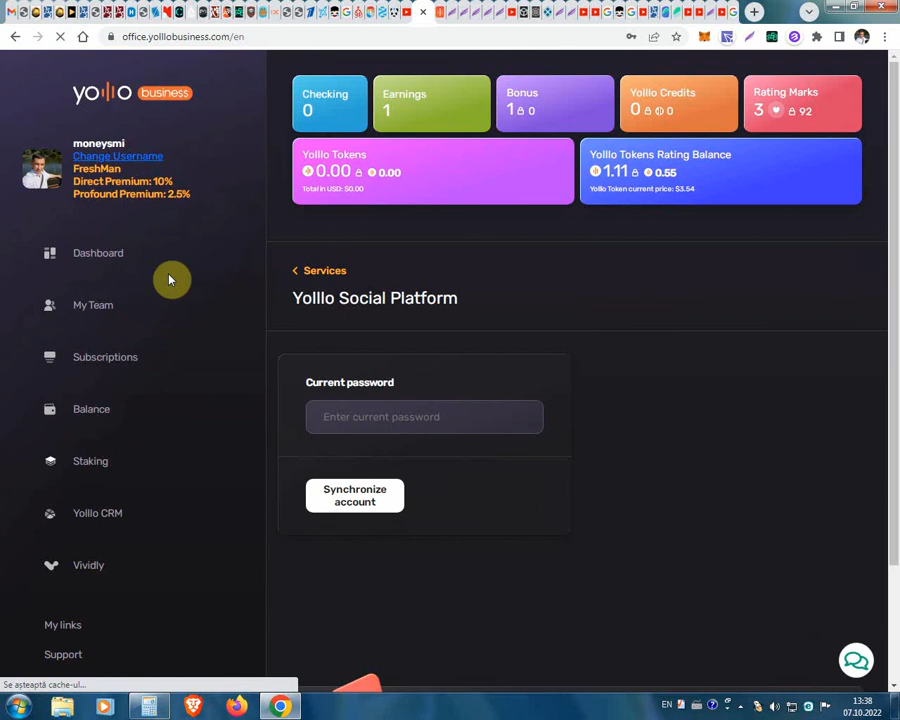 office.yolllobusiness.com/en
yollo business
moneysmi
Change Username
FreshMan
Direct Premium: 10%
Profound Premium: 2.5%
Checking
0
Earnings
1
Bonus
1 0
Yolllo Credits
0 0
Rating Marks
3 92
Yolllo Tokens
0.00 0.00
Total in USD: $0.00
Yolllo Tokens Rating Balance
1.11 0.55
Yolllo Token current price: $3.54
Dashboard
My Team
Subscriptions
Balance
Staking
Yolllo CRM
Vividly
My links
Support
Services
Yolllo Social Platform
Current password
Enter current password
Synchronize
account
Se așteaptă cache-ul...
EN
13:38
07.10.2022